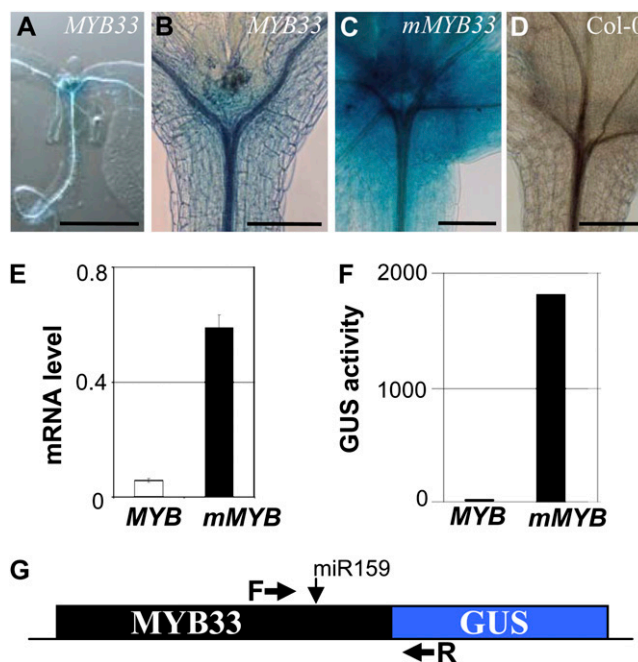 A MYB33
B MYB33
C mMYB33
D Col-0
E
mRNA level
0.8
0.4
0
MYB mMYB
F
GUS activity
2000
1000
0
MYB mMYB
G
miR159
F
MYB33 GUS
R